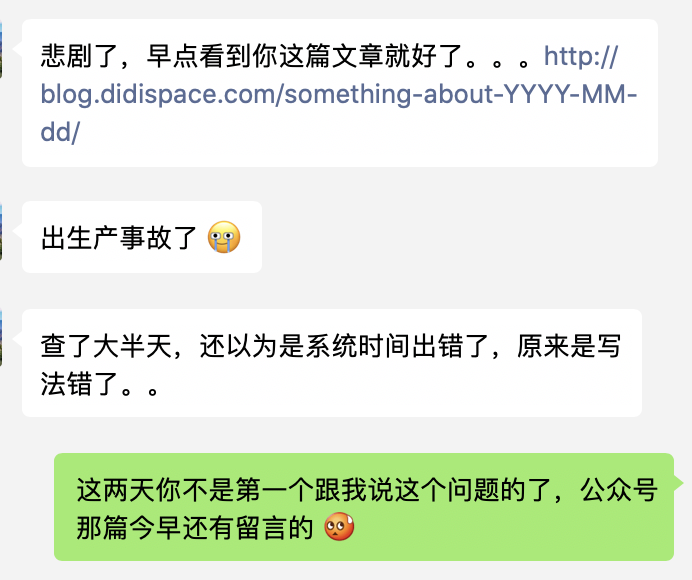 悲剧了，早点看到你这篇文章就好了。。。http://
blog.didispace.com/something-about-YYYY-MM-
dd/
出生产事故了 😭
查了大半天，还以为是系统时间出错了，原来是写
法错了。。
这两天你不是第一个跟我说这个问题的了，公众号
那篇今早还有留言的